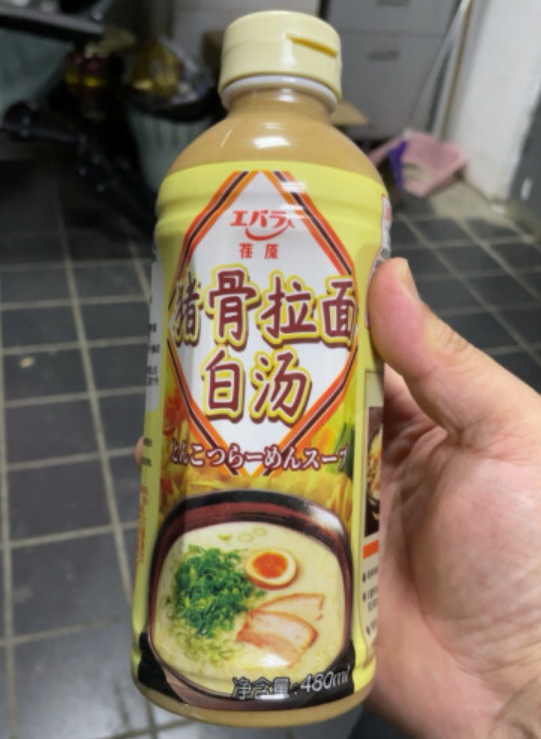 エバラ
荏原
猪骨拉面
白汤
とんこつらーめんスープ
净含量:480ml